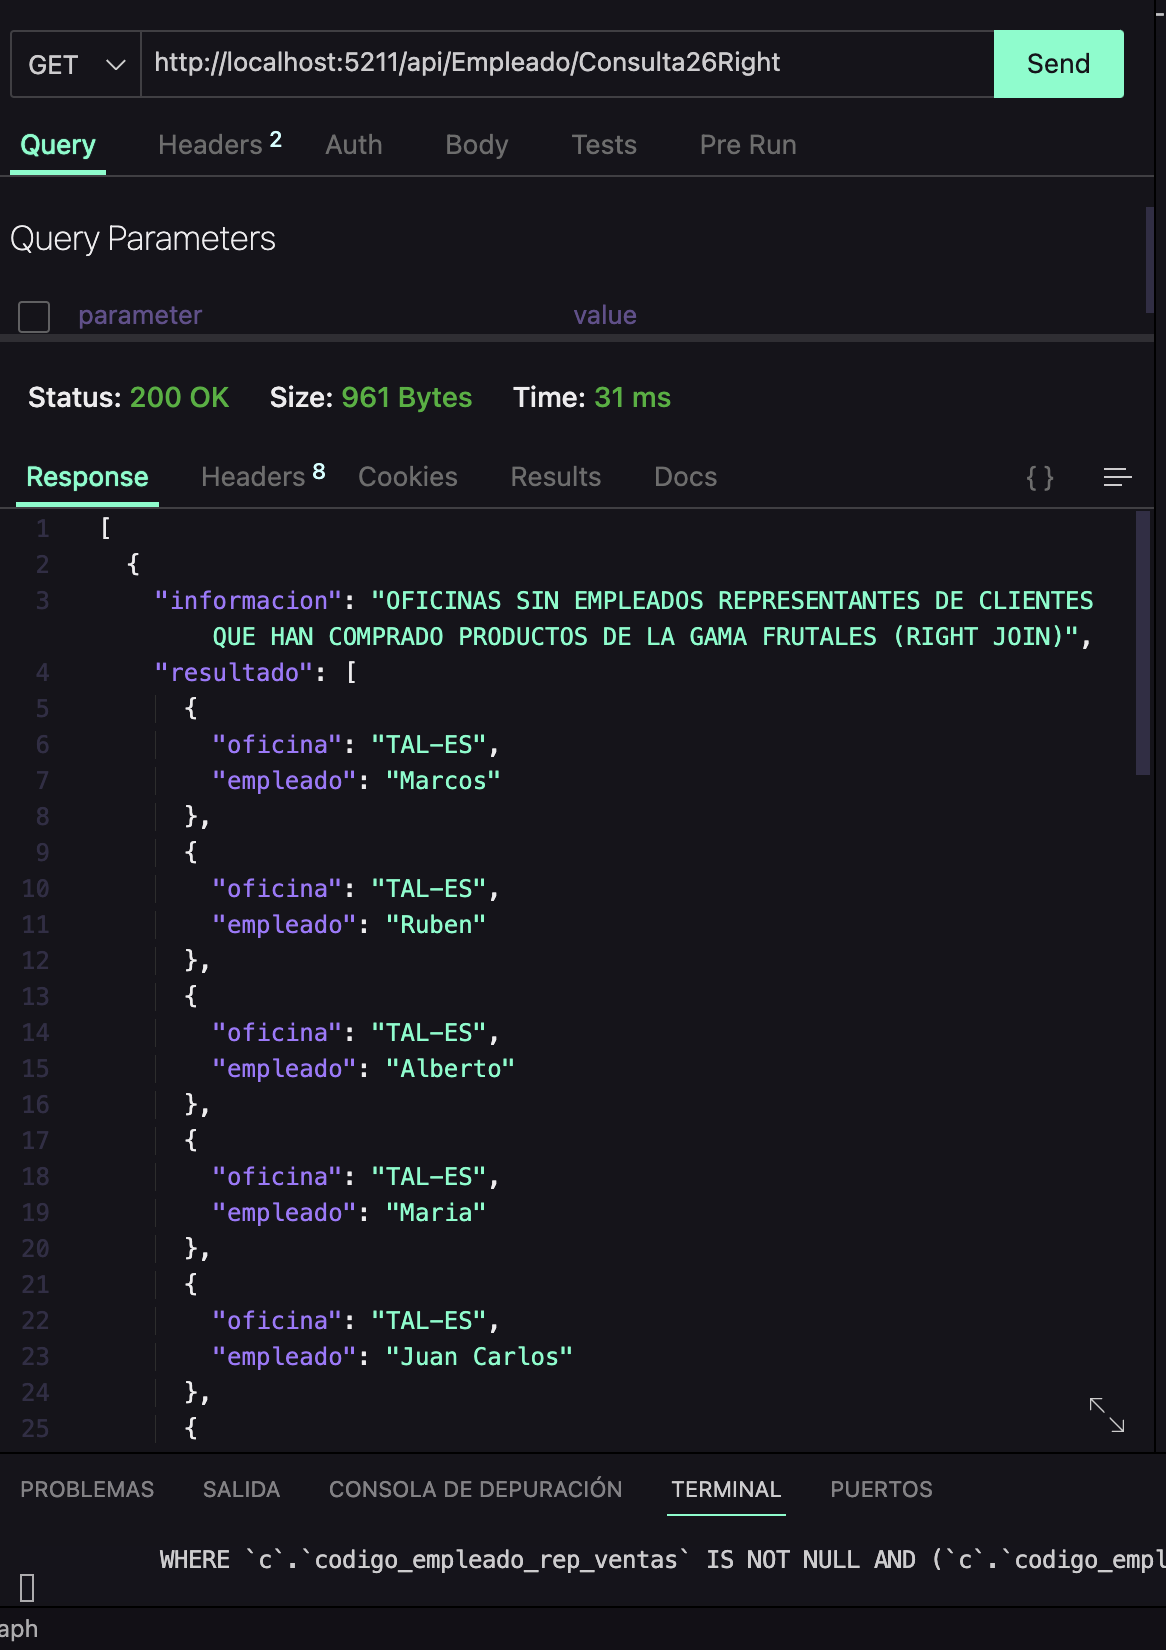 GET http://localhost:5211/api/Empleado/Consulta26Right Send
Query Headers 2 Auth Body Tests Pre Run
Query Parameters
parameter value
Status: 200 OK Size: 961 Bytes Time: 31 ms
Response Headers 8 Cookies Results Docs { }
1 [
2 {
3 "informacion": "OFICINAS SIN EMPLEADOS REPRESENTANTES DE CLIENTES
QUE HAN COMPRADO PRODUCTOS DE LA GAMA FRUTALES (RIGHT JOIN)",
4 "resultado": [
5 {
6 "oficina": "TAL-ES",
7 "empleado": "Marcos"
8 },
9 {
10 "oficina": "TAL-ES",
11 "empleado": "Ruben"
12 },
13 {
14 "oficina": "TAL-ES",
15 "empleado": "Alberto"
16 },
17 {
18 "oficina": "TAL-ES",
19 "empleado": "Maria"
20 },
21 {
22 "oficina": "TAL-ES",
23 "empleado": "Juan Carlos"
24 },
25 {
PROBLEMAS SALIDA CONSOLA DE DEPURACIÓN TERMINAL PUERTOS
WHERE `c`.`codigo_empleado_rep_ventas` IS NOT NULL AND (`c`.`codigo_empl
aph